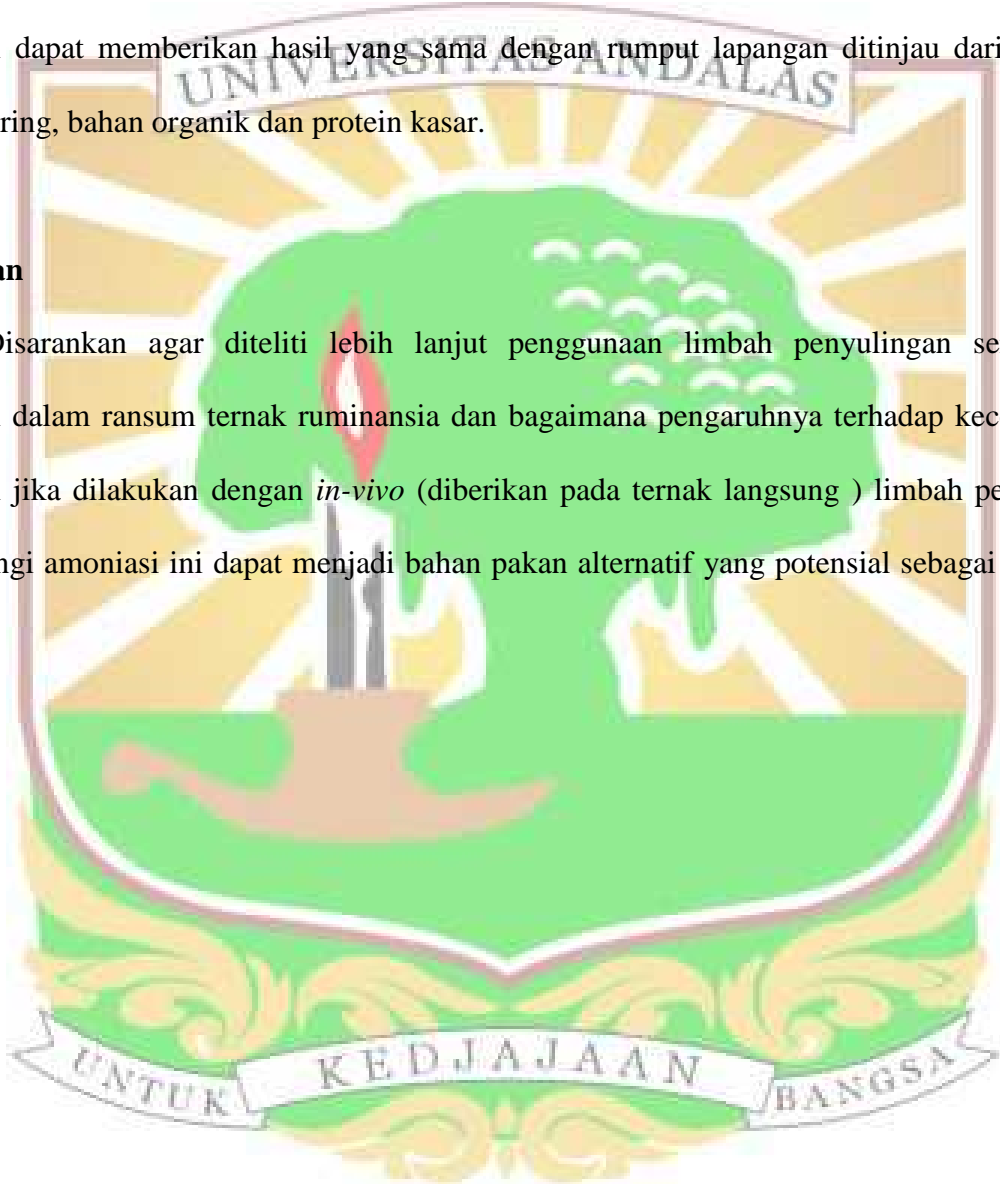 dapat memberikan hasil yang sama dengan rumput lapangan ditinjau dari
UNIVERSITAS ANDALAS
ring, bahan organik dan protein kasar.
an
Disarankan agar diteliti lebih lanjut penggunaan limbah penyulingan se
dalam ransum ternak ruminansia dan bagaimana pengaruhnya terhadap kec
jika dilakukan dengan in-vivo (diberikan pada ternak langsung ) limbah pe
ngi amoniasi ini dapat menjadi bahan pakan alternatif yang potensial sebagai
UNTUK KEDJAJAAN BANGSA